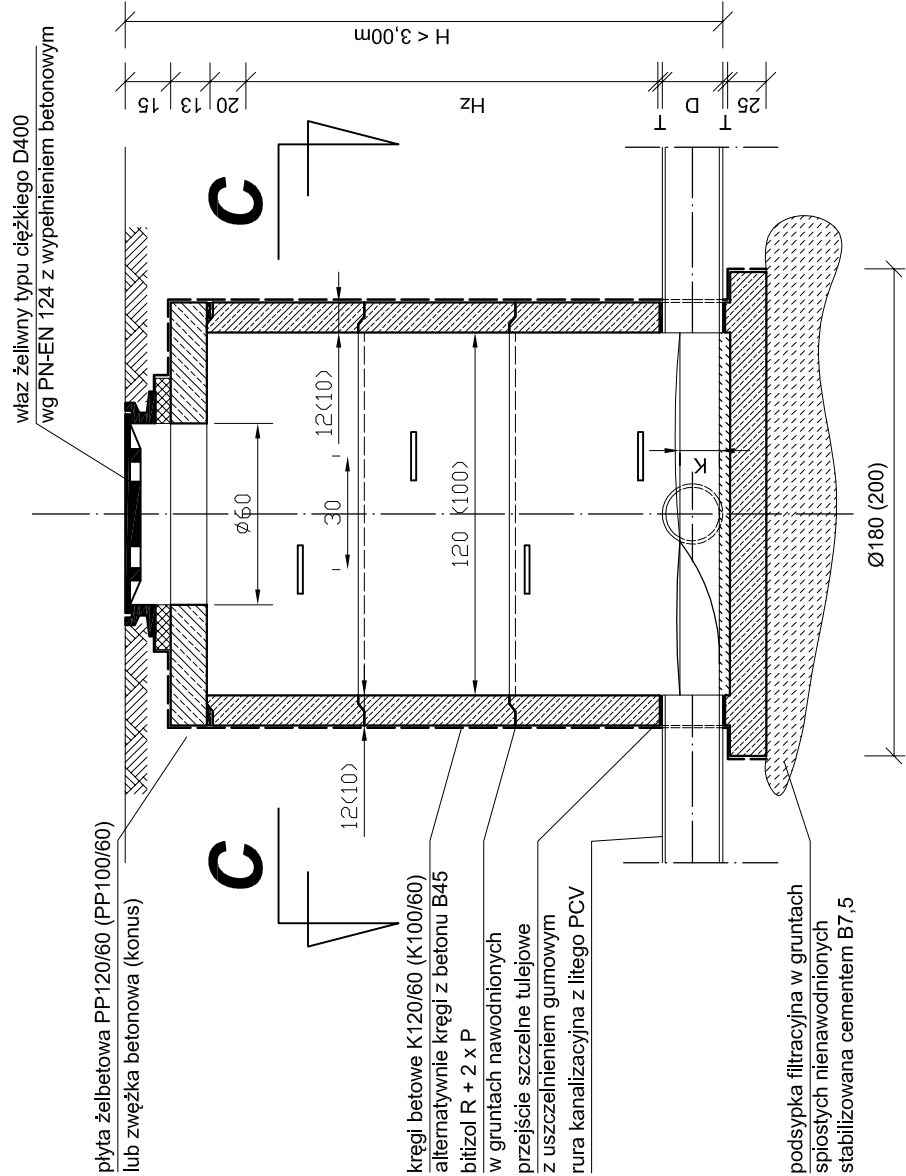 właz żeliwny typu ciężkiego D400
wg PN-EN 124 z wypełnieniem betonowym
płyta żelbetowa PP120/60 (PP100/60)
lub zwężka betonowa (konus)
kręgi betowe K120/60 (K100/60)
alternatywnie kręgi z betonu B45
bitizol R + 2 x P
w gruntach nawodnionych
przejście szczelne tulejowe
z uszczelnieniem gumowym
rura kanalizacyjna z litego PCV
podsypka filtracyjna w gruntach
spiostych nienawodnionych
stabilizowana cementem B7,5
C
C
Ø60
30
12(10)
12(10)
120 (100)
K
15
13
20
Hz
T
D
T
25
H < 3,00m
Ø180 (200)